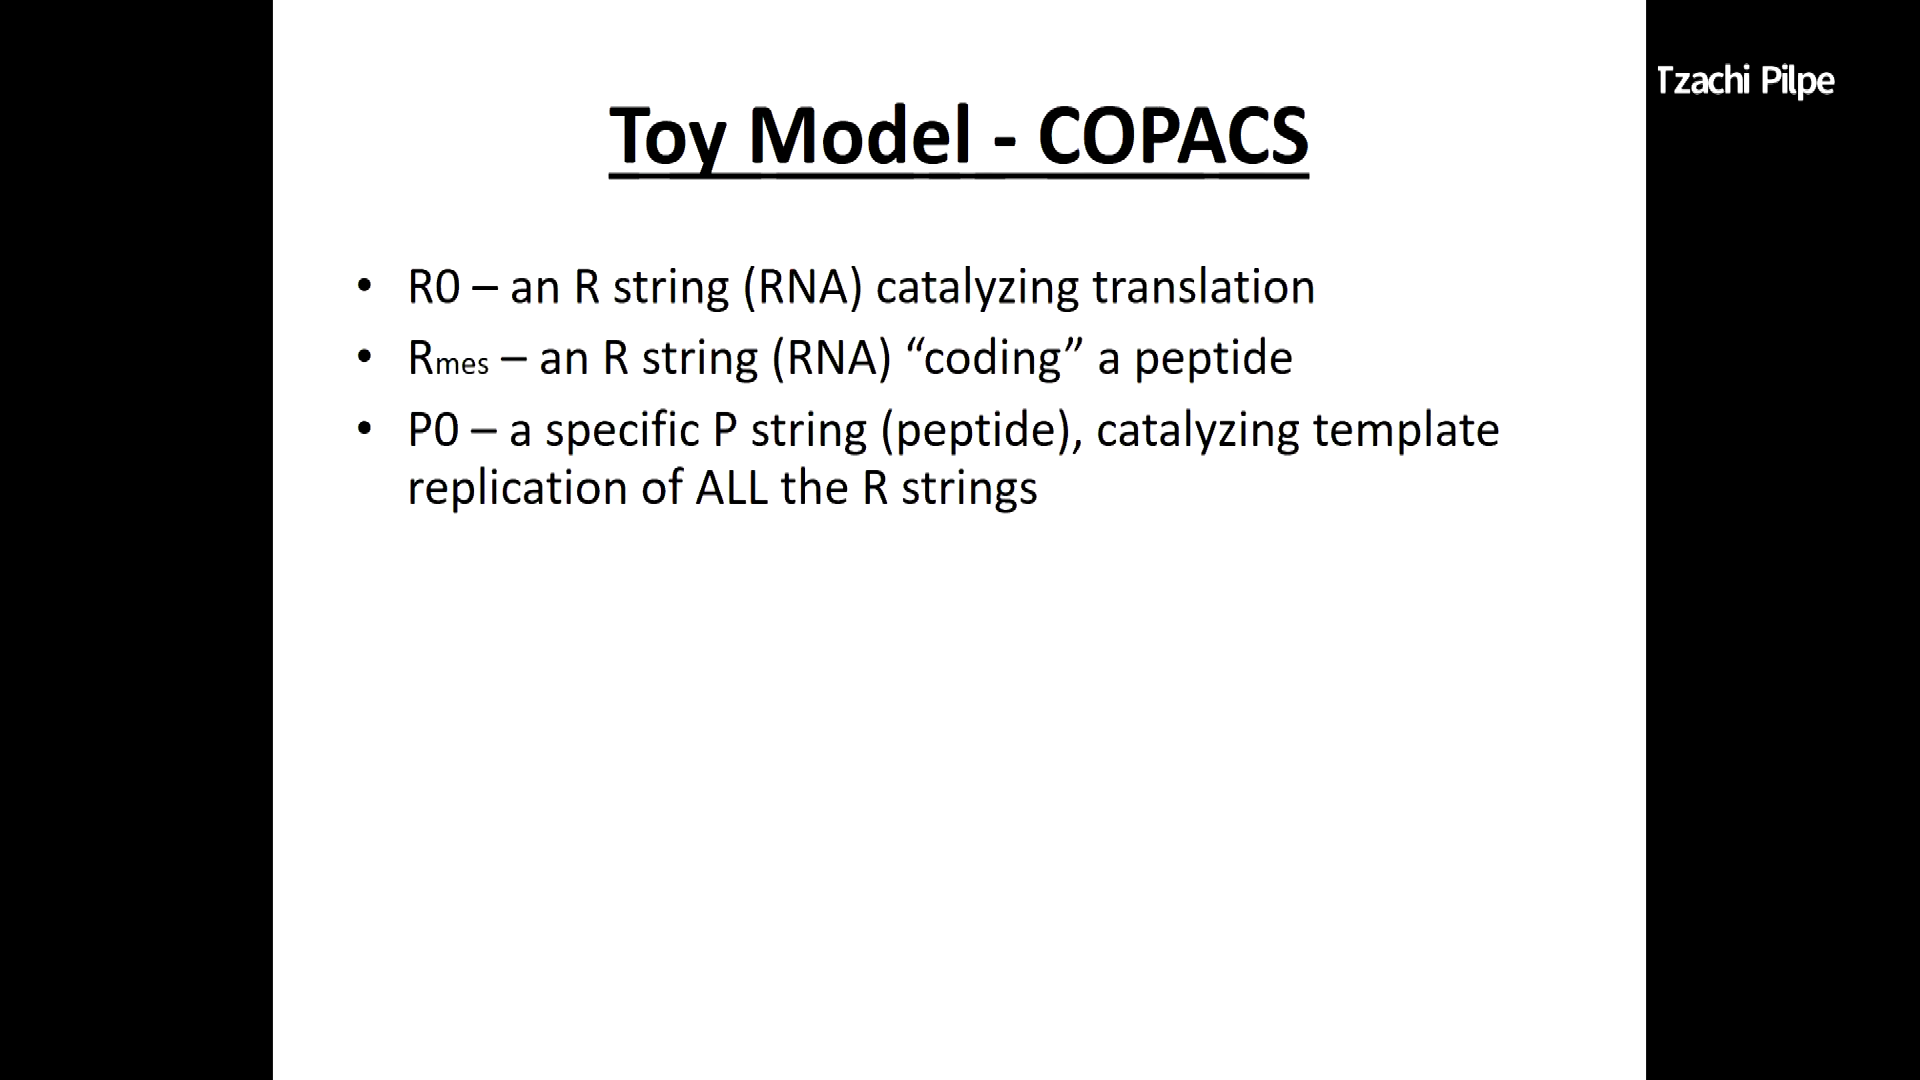 Tzachi Pilpe
Toy Model - COPACS
• R0 – an R string (RNA) catalyzing translation
• Rmes – an R string (RNA) “coding” a peptide
• P0 – a specific P string (peptide), catalyzing template
replication of ALL the R strings